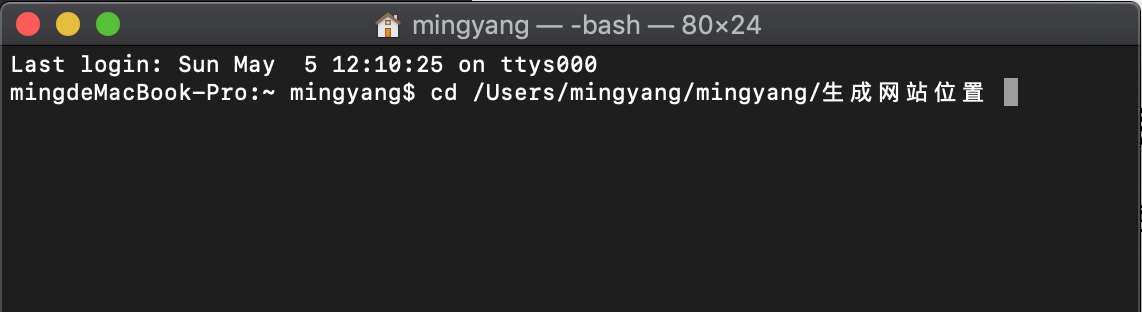 mingyang — -bash — 80×24
Last login: Sun May  5 12:10:25 on ttys000
mingdeMacBook-Pro:~ mingyang$ cd /Users/mingyang/mingyang/生成网站位置